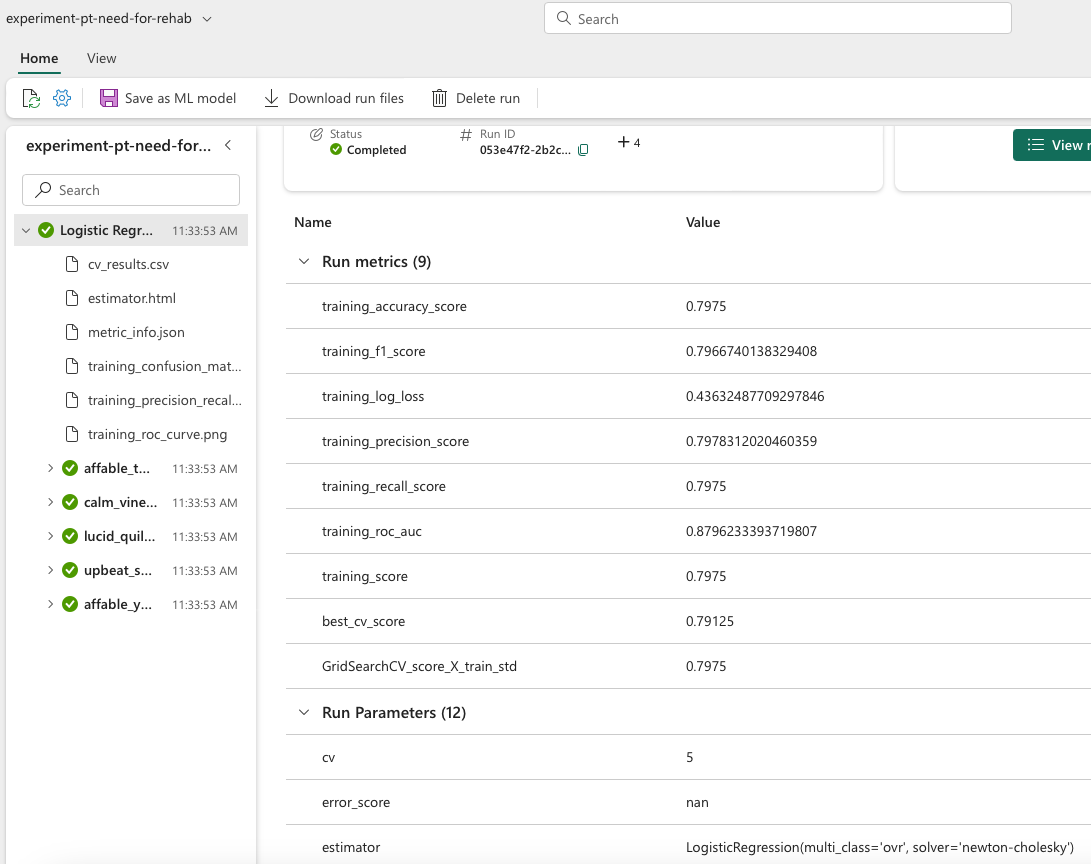 experiment-pt-need-for-rehab
Search
Home View
Save as ML model Download run files Delete run
experiment-pt-need-for...
Search
Logistic Regr... 11:33:53 AM
cv_results.csv
estimator.html
metric_info.json
training_confusion_mat...
training_precision_recal...
training_roc_curve.png
affable_t... 11:33:53 AM
calm_vine... 11:33:53 AM
lucid_quil... 11:33:53 AM
upbeat_s... 11:33:53 AM
affable_y... 11:33:53 AM
Status
Completed
# Run ID
053e47f2-2b2c...
+ 4
View r
Name Value
Run metrics (9)
training_accuracy_score 0.7975
training_f1_score 0.7966740138329408
training_log_loss 0.43632487709297846
training_precision_score 0.7978312020460359
training_recall_score 0.7975
training_roc_auc 0.8796233393719807
training_score 0.7975
best_cv_score 0.79125
GridSearchCV_score_X_train_std 0.7975
Run Parameters (12)
cv 5
error_score nan
estimator LogisticRegression(multi_class='ovr', solver='newton-cholesky')